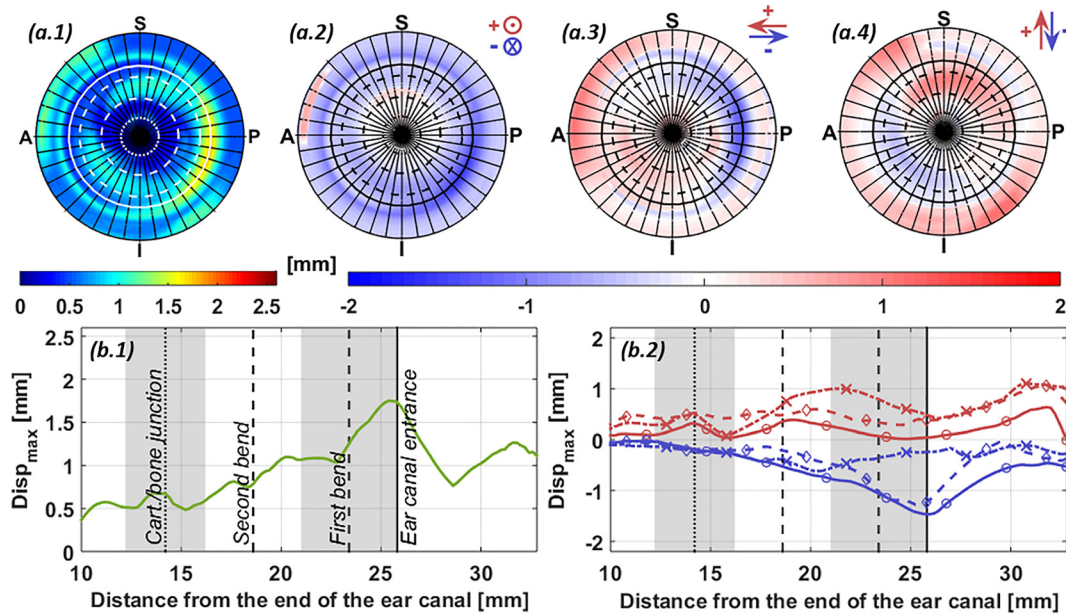 (a.1)
S
A
P
I
(a.2)
S
+
-
A
P
I
(a.3)
S
+
-
A
P
I
(a.4)
S
+
-
A
P
I
[mm]
0 0.5 1 1.5 2 2.5
-2 -1 0 1 2
(b.1)
Disp_max [mm]
2.5
2
1.5
1
0.5
0
Cart./bone junction
Second bend
First bend
Ear canal entrance
10 15 20 25 30
Distance from the end of the ear canal [mm]
(b.2)
Disp_max [mm]
2
1
0
-1
-2
10 15 20 25 30
Distance from the end of the ear canal [mm]